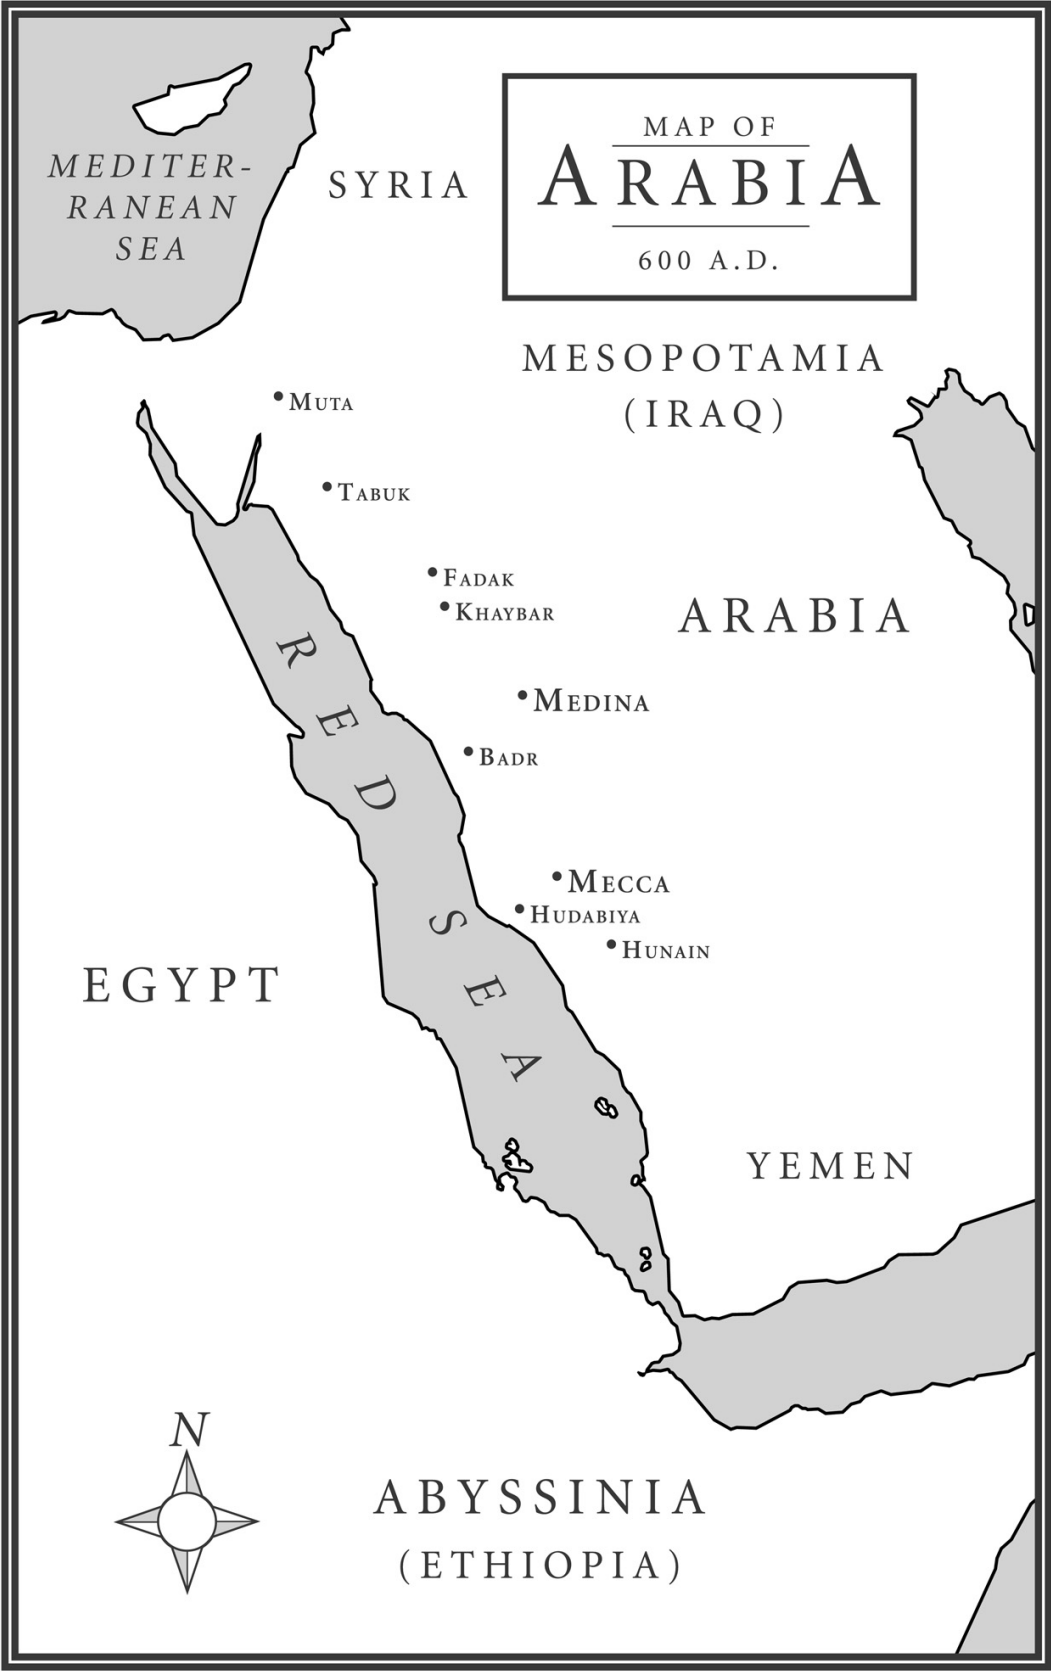 MAP OF
ARABIA
600 A.D.
MEDITER-
RANEAN
SEA
SYRIA
MESOPOTAMIA
(IRAQ)
MUTA
TABUK
FADAK
KHAYBAR
ARABIA
MEDINA
BADR
RED SEA
MECCA
HUDABIYA
HUNAIN
EGYPT
YEMEN
N
ABYSSINIA
(ETHIOPIA)